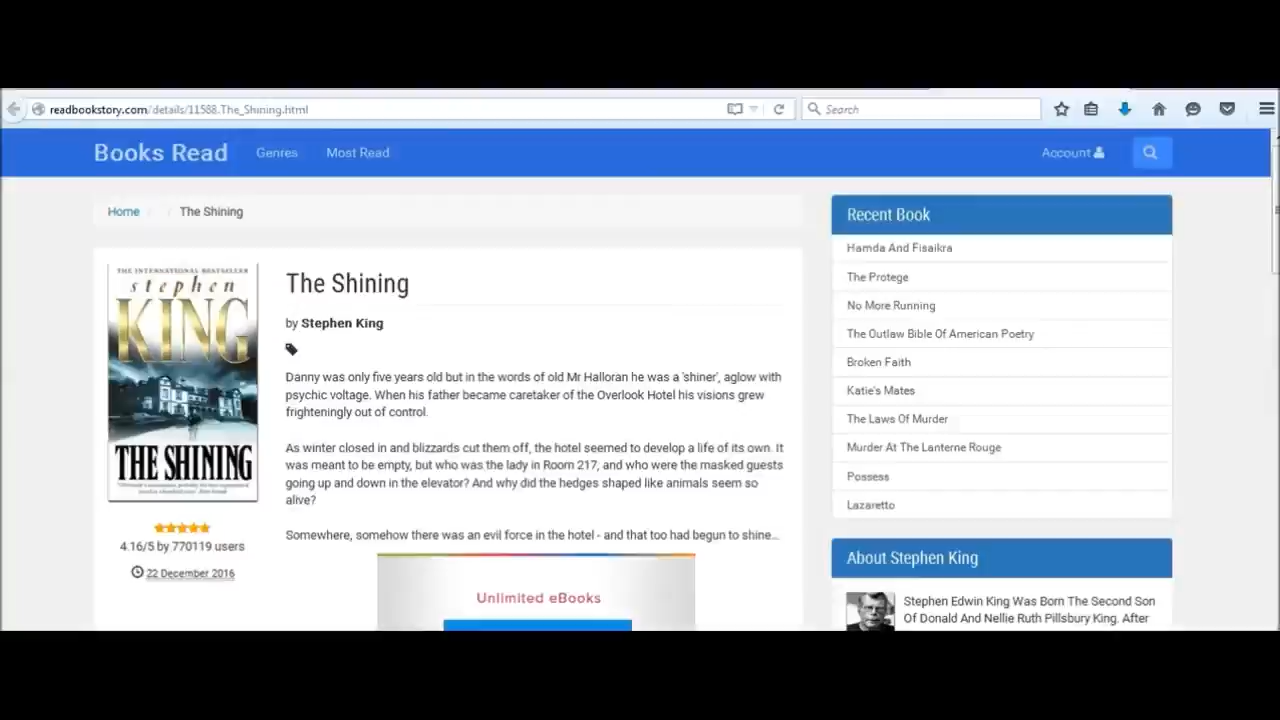 readbookstory.com/details/11588.The_Shining.html
Search
Books Read
Genres
Most Read
Account
Home / / The Shining
THE INTERNATIONAL BESTSELLER
stephen
KING
THE SHINING
4.16/5 by 770119 users
22 December 2016
The Shining
by Stephen King
Danny was only five years old but in the words of old Mr Halloran he was a 'shiner', aglow with
psychic voltage. When his father became caretaker of the Overlook Hotel his visions grew
frighteningly out of control.
As winter closed in and blizzards cut them off, the hotel seemed to develop a life of its own. It
was meant to be empty, but who was the lady in Room 217, and who were the masked guests
going up and down in the elevator? And why did the hedges shaped like animals seem so
alive?
Somewhere, somehow there was an evil force in the hotel - and that too had begun to shine...
Unlimited eBooks
Recent Book
Hamda And Fisaikra
The Protege
No More Running
The Outlaw Bible Of American Poetry
Broken Faith
Katie's Mates
The Laws Of Murder
Murder At The Lanterne Rouge
Possess
Lazaretto
About Stephen King
Stephen Edwin King Was Born The Second Son
Of Donald And Nellie Ruth Pillsbury King. After